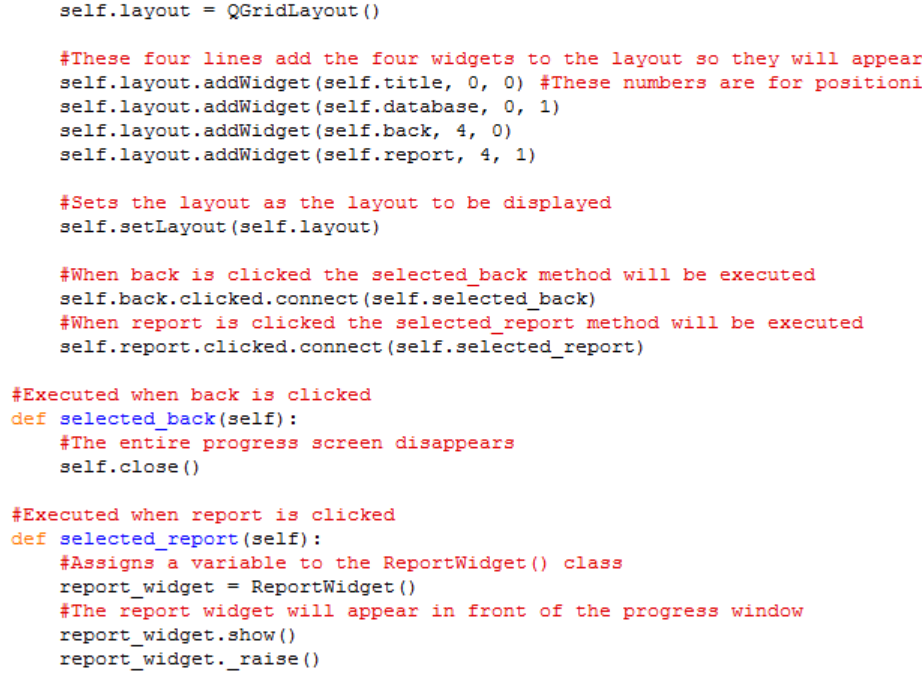 self.layout = QGridLayout()
#These four lines add the four widgets to the layout so they will appear
self.layout.addWidget(self.title, 0, 0) #These numbers are for positioni
self.layout.addWidget(self.database, 0, 1)
self.layout.addWidget(self.back, 4, 0)
self.layout.addWidget(self.report, 4, 1)
#Sets the layout as the layout to be displayed
self.setLayout(self.layout)
#When back is clicked the selected_back method will be executed
self.back.clicked.connect(self.selected_back)
#When report is clicked the selected_report method will be executed
self.report.clicked.connect(self.selected_report)
#Executed when back is clicked
def selected_back(self):
#The entire progress screen disappears
self.close()
#Executed when report is clicked
def selected_report(self):
#Assigns a variable to the ReportWidget() class
report_widget = ReportWidget()
#The report widget will appear in front of the progress window
report_widget.show()
report_widget._raise()